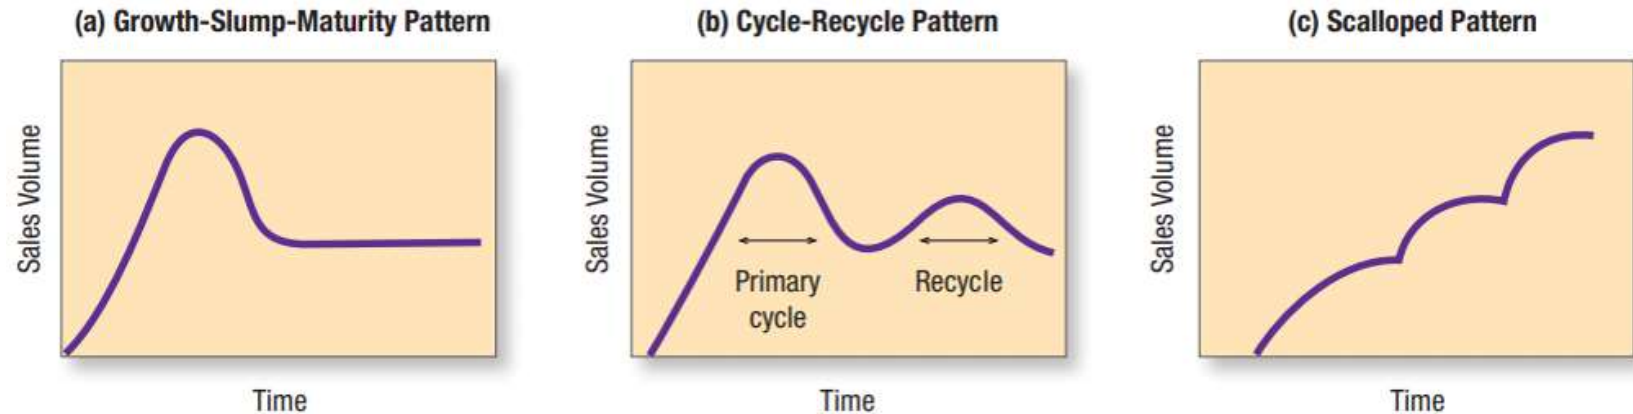 (a) Growth-Slump-Maturity Pattern
Sales Volume
Time
(b) Cycle-Recycle Pattern
Sales Volume
Primary
cycle
Recycle
Time
(c) Scalloped Pattern
Sales Volume
Time